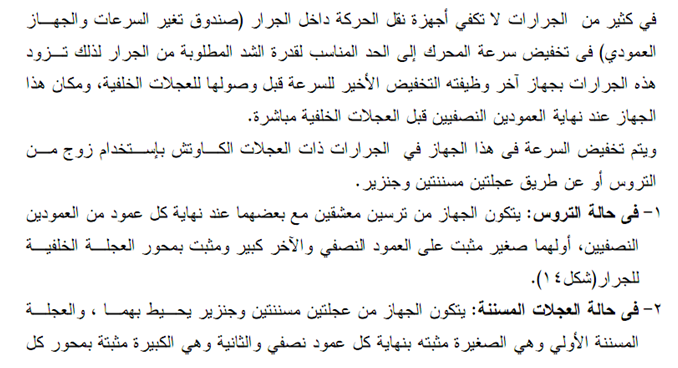 في كثير من الجرارات لا تكفي أجهزة نقل الحركة داخل الجرار (صندوق تغير السرعات والجهاز
العمودي) فى تخفيض سرعة المحرك إلى الحد المناسب لقدرة الشد المطلوبة من الجرار لذلك تزود
هذه الجرارات بجهاز آخر وظيفته التخفيض الأخير للسرعة قبل وصولها للعجلات الخلفية، ومكان هذا
الجهاز عند نهاية العمودين النصفيين قبل العجلات الخلفية مباشرة.
ويتم تخفيض السرعة فى هذا الجهاز في الجرارات ذات العجلات الكاوتش بإستخدام زوج من
التروس أو عن طريق عجلتين مسننتين وجنزير.
١- فى حالة التروس: يتكون الجهاز من ترسين معشقين مع بعضهما عند نهاية كل عمود من العمودين
النصفيين، أولهما صغير مثبت على العمود النصفي والآخر كبير ومثبت بمحور العجلة الخلفية
للجرار(شكل١٤).
٢- فى حالة العجلات المسننة: يتكون الجهاز من عجلتين مسننتين وجنزير يحيط بهما ، والعجلة
المسننة الأولي وهي الصغيرة مثبته بنهاية كل عمود نصفي والثانية وهي الكبيرة مثبتة بمحور كل